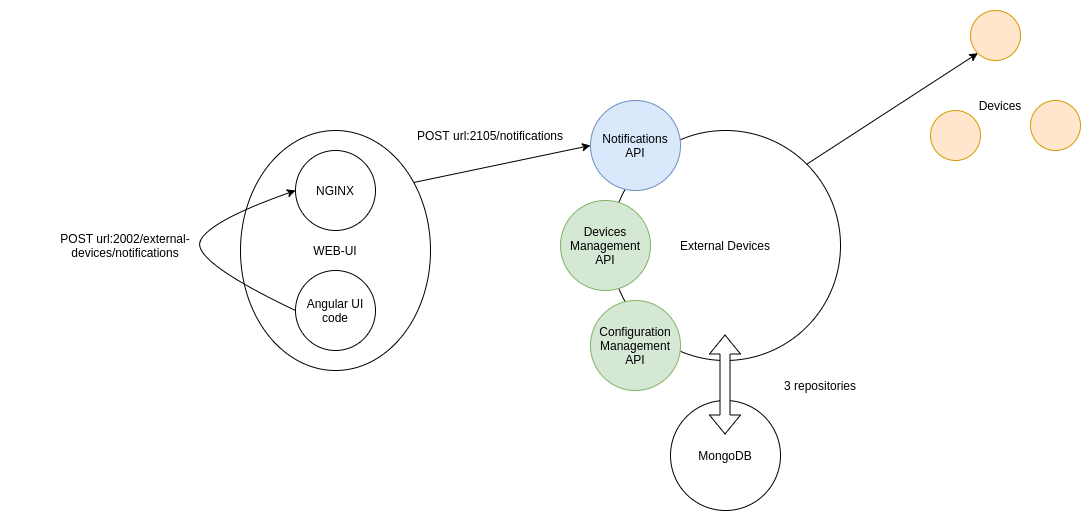 Devices
POST url:2105/notifications
Notifications
API
NGINX
POST url:2002/external-
devices/notifications
WEB-UI
Devices
Management
API
External Devices
Angular UI
code
Configuration
Management
API
3 repositories
MongoDB